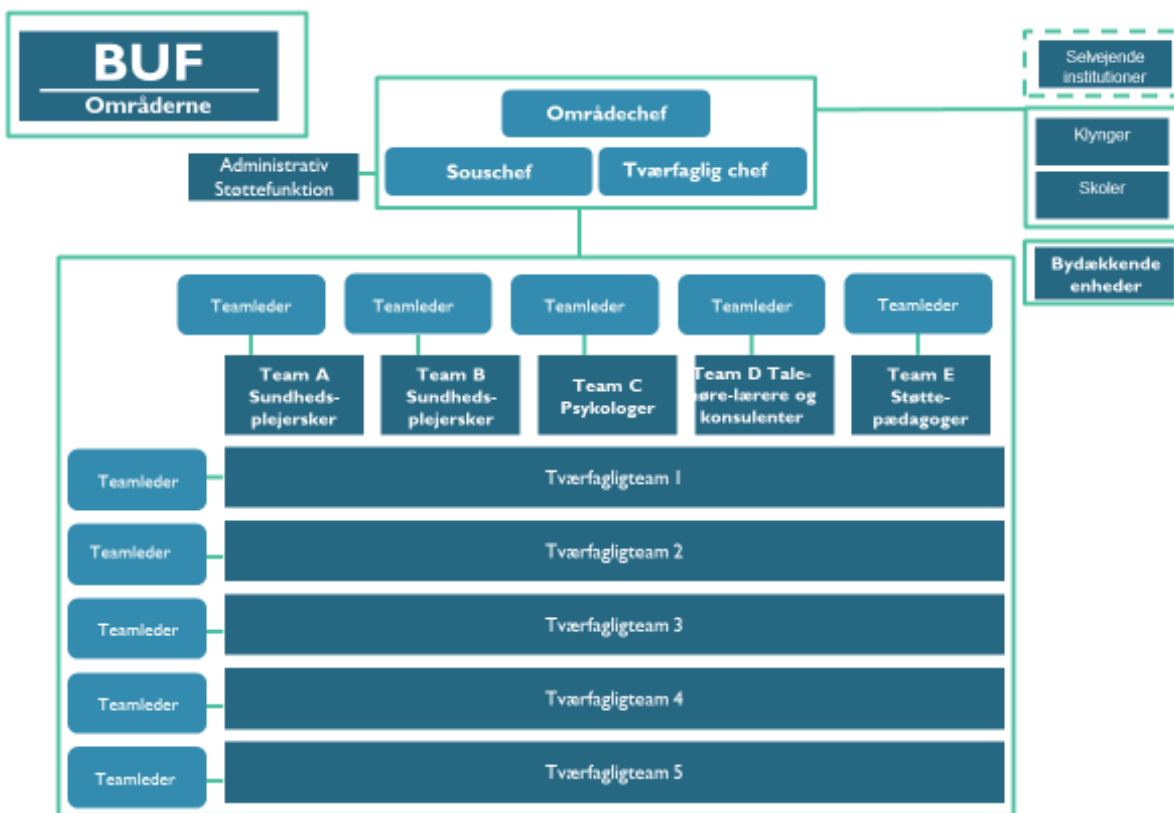 BUF
Områderne
Selvejende
institutioner
Områdechef
Klynger
Administrativ
Støttefunktion
Souschef
Tværfaglig chef
Skoler
Bydækkende
enheder
Teamleder
Teamleder
Teamleder
Teamleder
Teamleder
Team A
Sundheds-
plejersker
Team B
Sundheds-
plejersker
Team C
Psykologer
Team D Tale-
høre-lærere og
konsulenter
Team E
Støtte-
pædagoger
Teamleder
Tværfagligteam 1
Teamleder
Tværfagligteam 2
Teamleder
Tværfagligteam 3
Teamleder
Tværfagligteam 4
Teamleder
Tværfagligteam 5